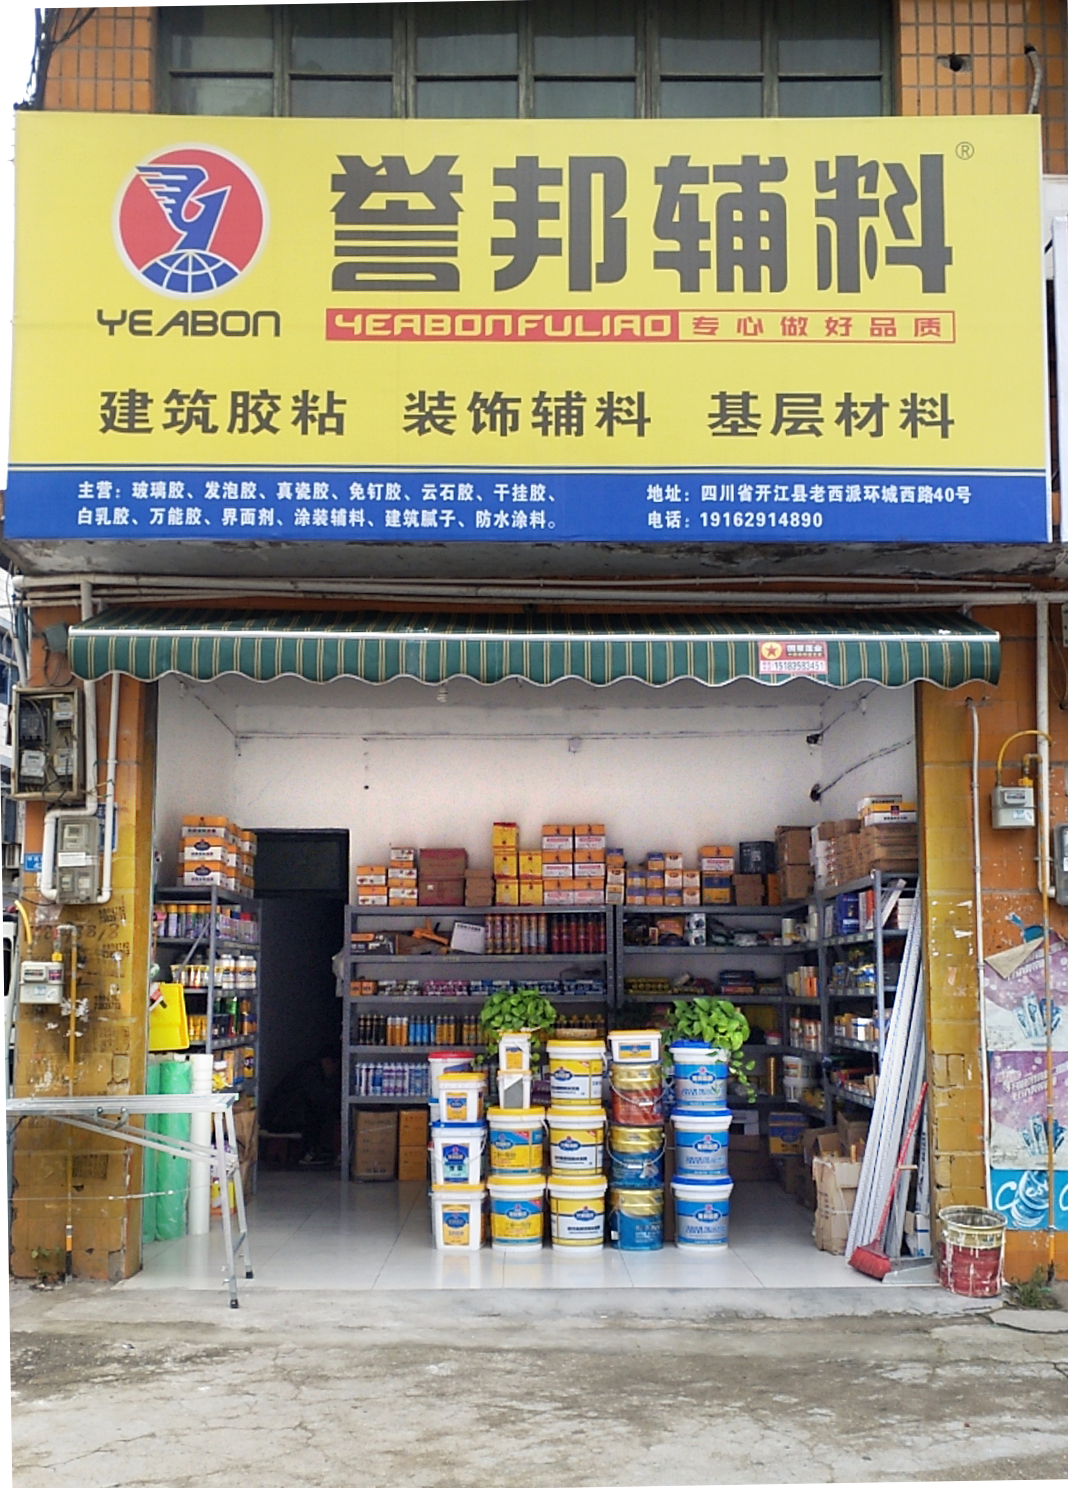 誉邦辅料®
YEABON
YEABONFULIAO 专心做好品质
建筑胶粘 装饰辅料 基层材料
主营：玻璃胶、发泡胶、真瓷胶、免钉胶、云石胶、干挂胶、
白乳胶、万能胶、界面剂、涂装辅料、建筑腻子、防水涂料。
地址：四川省开江县老西派环城西路40号
电话：19162914890
15183583451